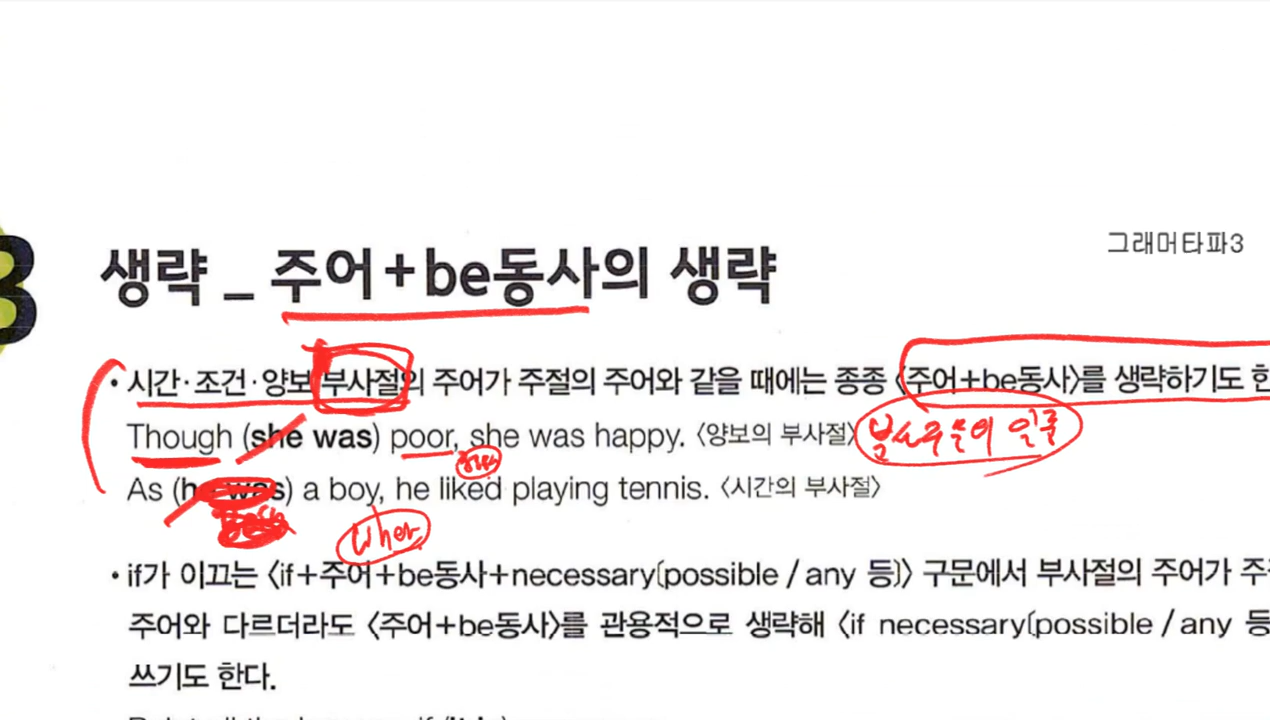 그래머타파3
생략 _ 주어+be동사의 생략
• 시간·조건·양보 부사절의 주어가 주절의 주어와 같을 때에는 종종 〈주어+be동사〉를 생략하기도 한
Though (she was) poor, she was happy. 〈양보의 부사절〉
As (he was) a boy, he liked playing tennis. 〈시간의 부사절〉
When
• if가 이끄는 〈if+주어+be동사+necessary(possible / any 등)〉 구문에서 부사절의 주어가 주
주어와 다르더라도 〈주어+be동사〉를 관용적으로 생략해 〈if necessary(possible / any 등
쓰기도 한다.